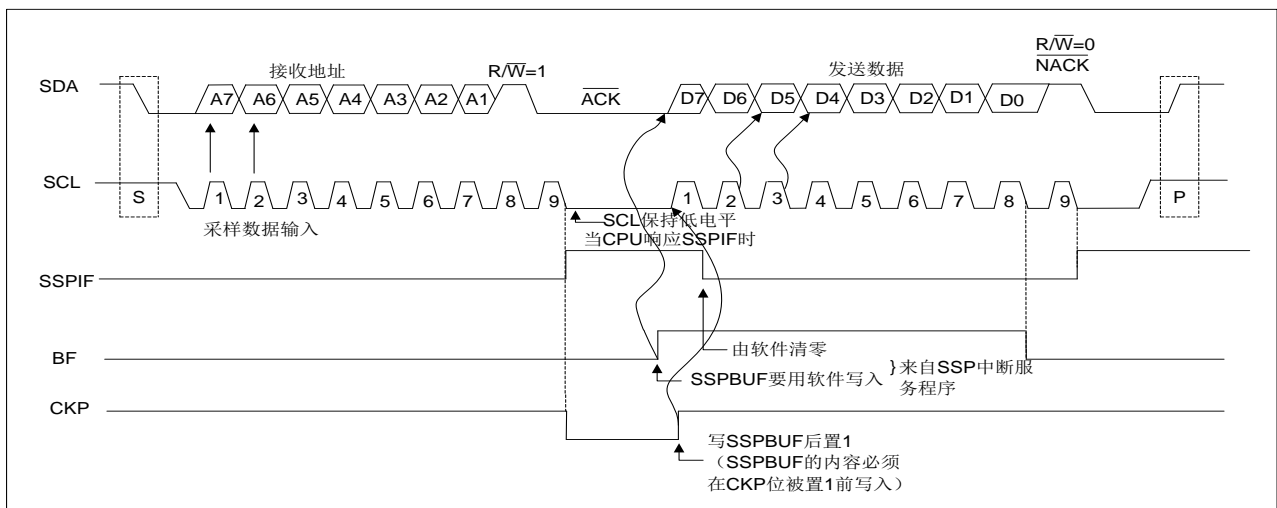 R/W̅=0
N̅A̅C̅K̅
SDA
接收地址
R/W̅=1
发送数据
A7 A6 A5 A4 A3 A2 A1
A̅C̅K̅
D7 D6 D5 D4 D3 D2 D1 D0
SCL
S
1 2 3 4 5 6 7 8 9
1 2 3 4 5 6 7 8 9
P
采样数据输入
SCL保持低电平
当CPU响应SSPIF时
SSPIF
BF
由软件清零
SSPBUF要用软件写入
}来自SSP中断服
务程序
CKP
写SSPBUF后置1
（SSPBUF的内容必须
在CKP位被置1前写入）